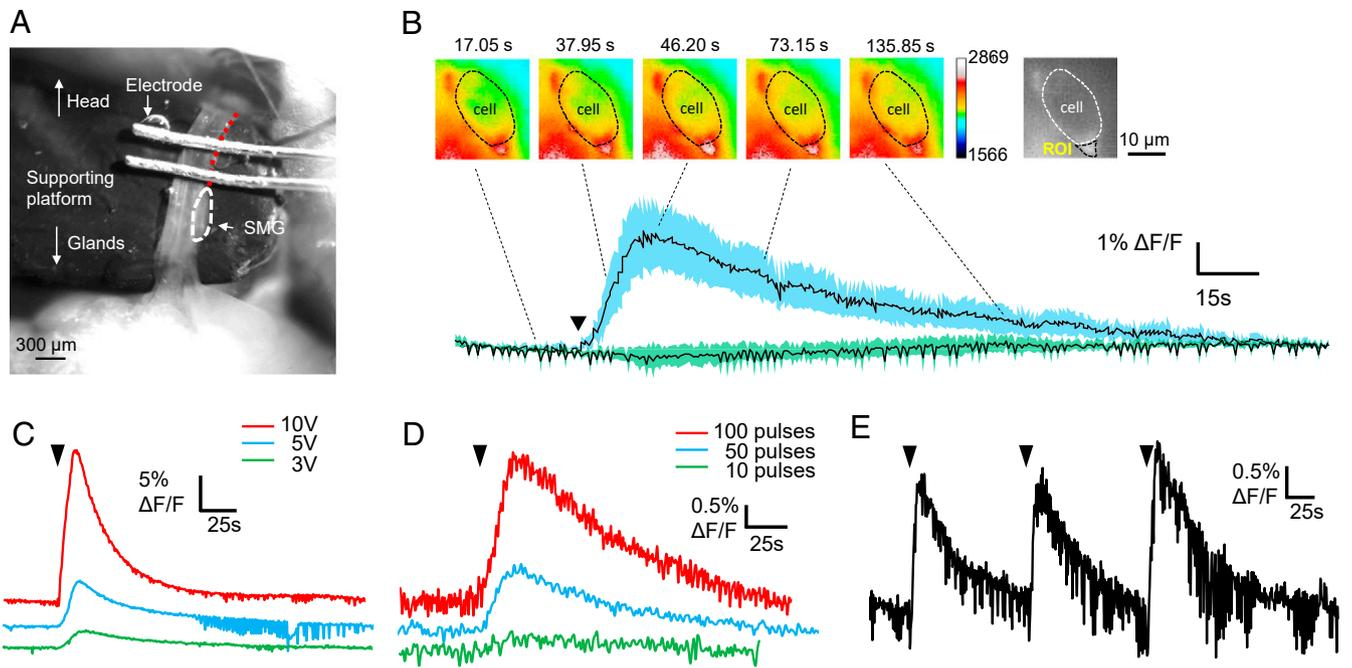 A
Head
Electrode
Supporting
platform
SMG
Glands
300 µm
B
17.05 s
37.95 s
46.20 s
73.15 s
135.85 s
cell
cell
cell
cell
cell
2869
1566
cell
ROI
10 µm
1% ΔF/F
15s
C
10V
5V
3V
5%
ΔF/F
25s
D
100 pulses
50 pulses
10 pulses
0.5%
ΔF/F
25s
E
0.5%
ΔF/F
25s